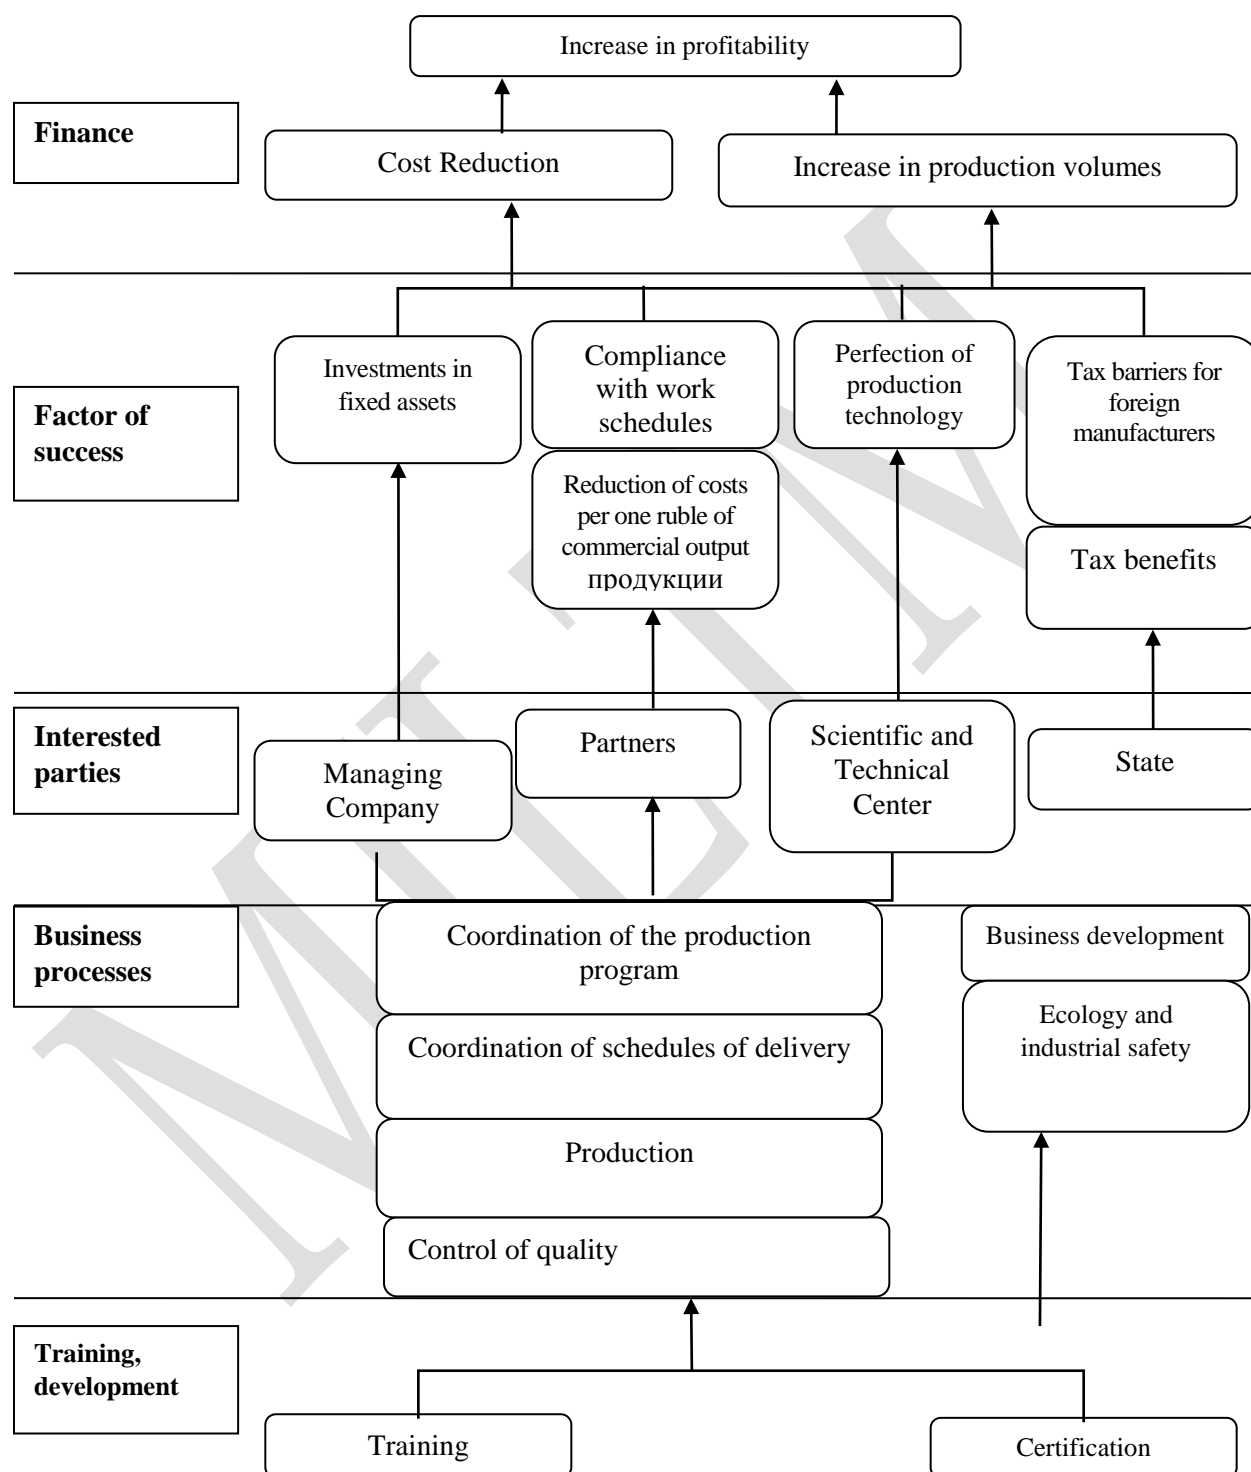 Increase in profitability
Finance
Cost Reduction
Increase in production volumes
Factor of
success
Investments in
fixed assets
Compliance
with work
schedules
Perfection of
production
technology
Tax barriers for
foreign
manufacturers
Reduction of costs
per one ruble of
commercial output
продукции
Tax benefits
Interested
parties
Managing
Company
Partners
Scientific and
Technical
Center
State
Business
processes
Coordination of the production
program
Business development
Coordination of schedules of delivery
Ecology and
industrial safety
Production
Control of quality
Training,
development
Training
Certification